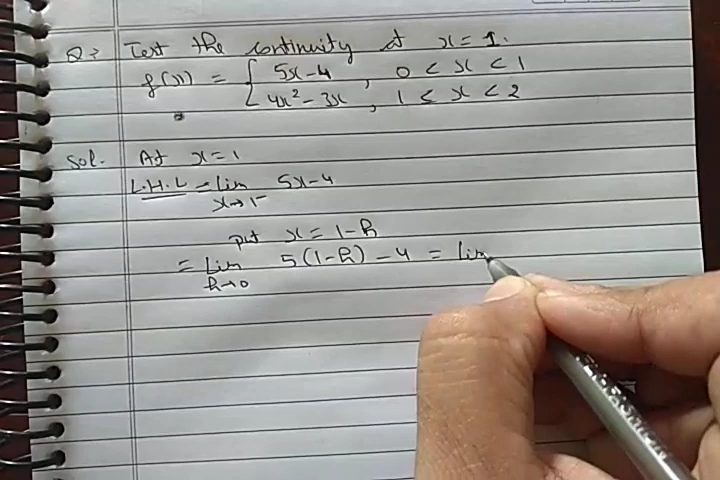 Q> Test the continuity at x = 1.
f(x) = { 5x-4 , 0 < x < 1
4x² - 3x , 1 < x < 2
Sol. At x = 1
L.H.L = lim 5x-4
x→1⁻
put x = 1-h
= Lim 5(1-h) - 4 = lim
h→0